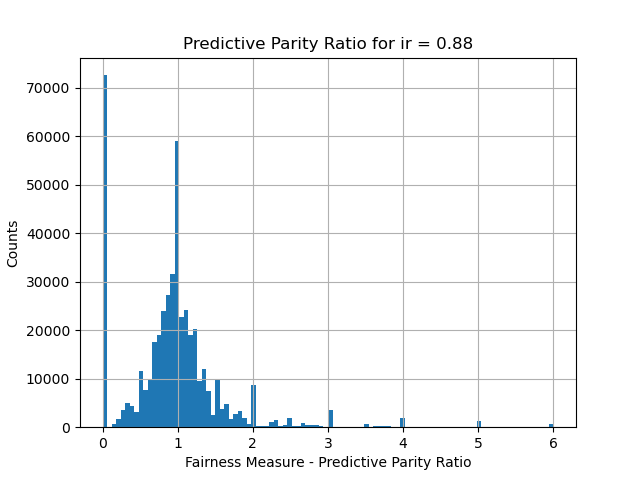 Predictive Parity Ratio for ir = 0.88
70000
60000
50000
40000
30000
20000
10000
0
Counts
0 1 2 3 4 5 6
Fairness Measure - Predictive Parity Ratio